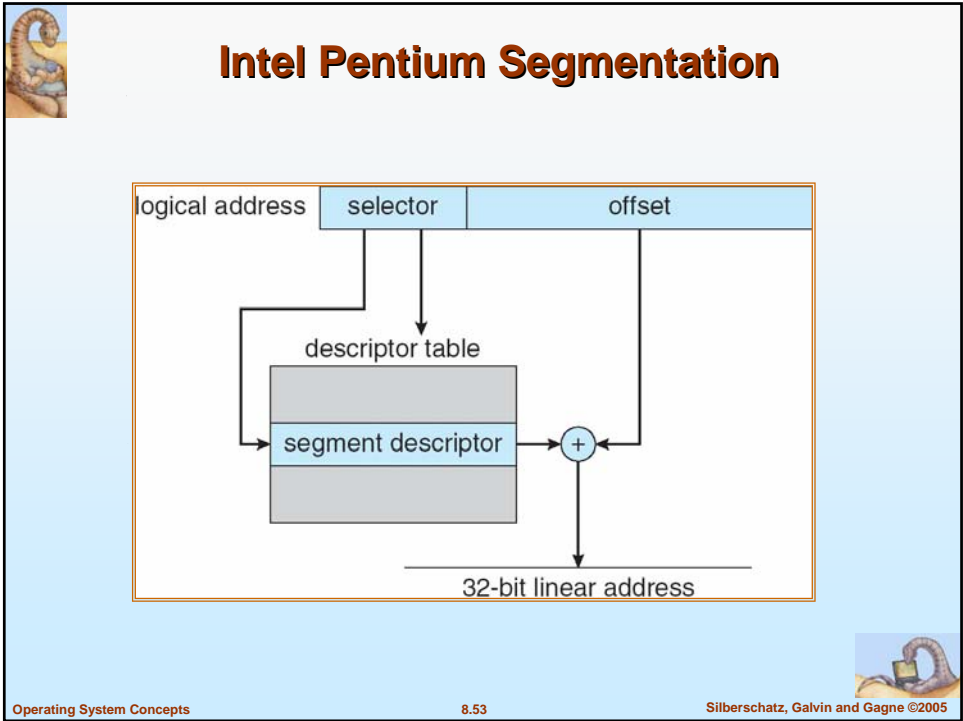 Intel Pentium Segmentation
logical address selector offset
descriptor table
segment descriptor +
32-bit linear address
Operating System Concepts 8.53 Silberschatz, Galvin and Gagne ©2005